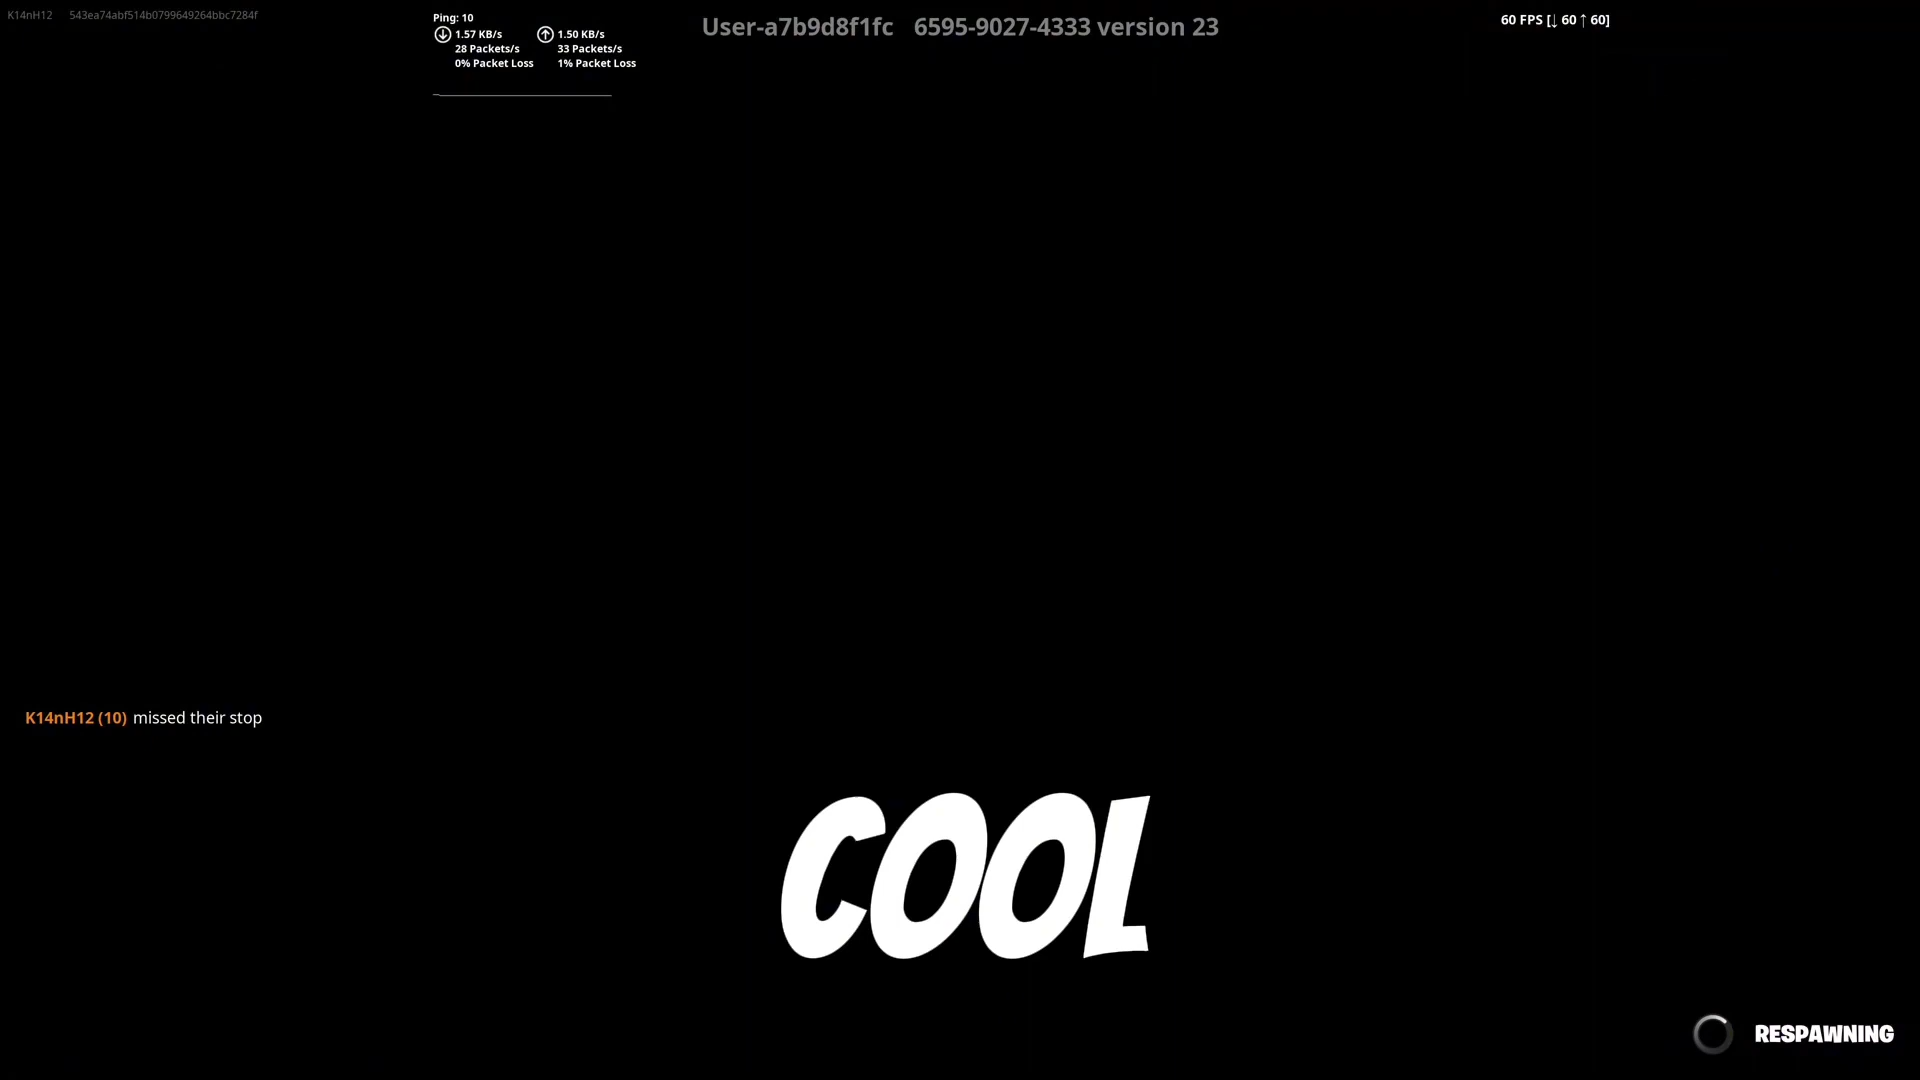 K14nH12 543ea74abf514b0799649264bbc7284f
Ping: 10
1.57 KB/s 1.50 KB/s
28 Packets/s 33 Packets/s
0% Packet Loss 1% Packet Loss
User-a7b9d8f1fc 6595-9027-4333 version 23
60 FPS [↓ 60 ↑ 60]
K14nH12 (10) missed their stop
COOL
RESPAWNING